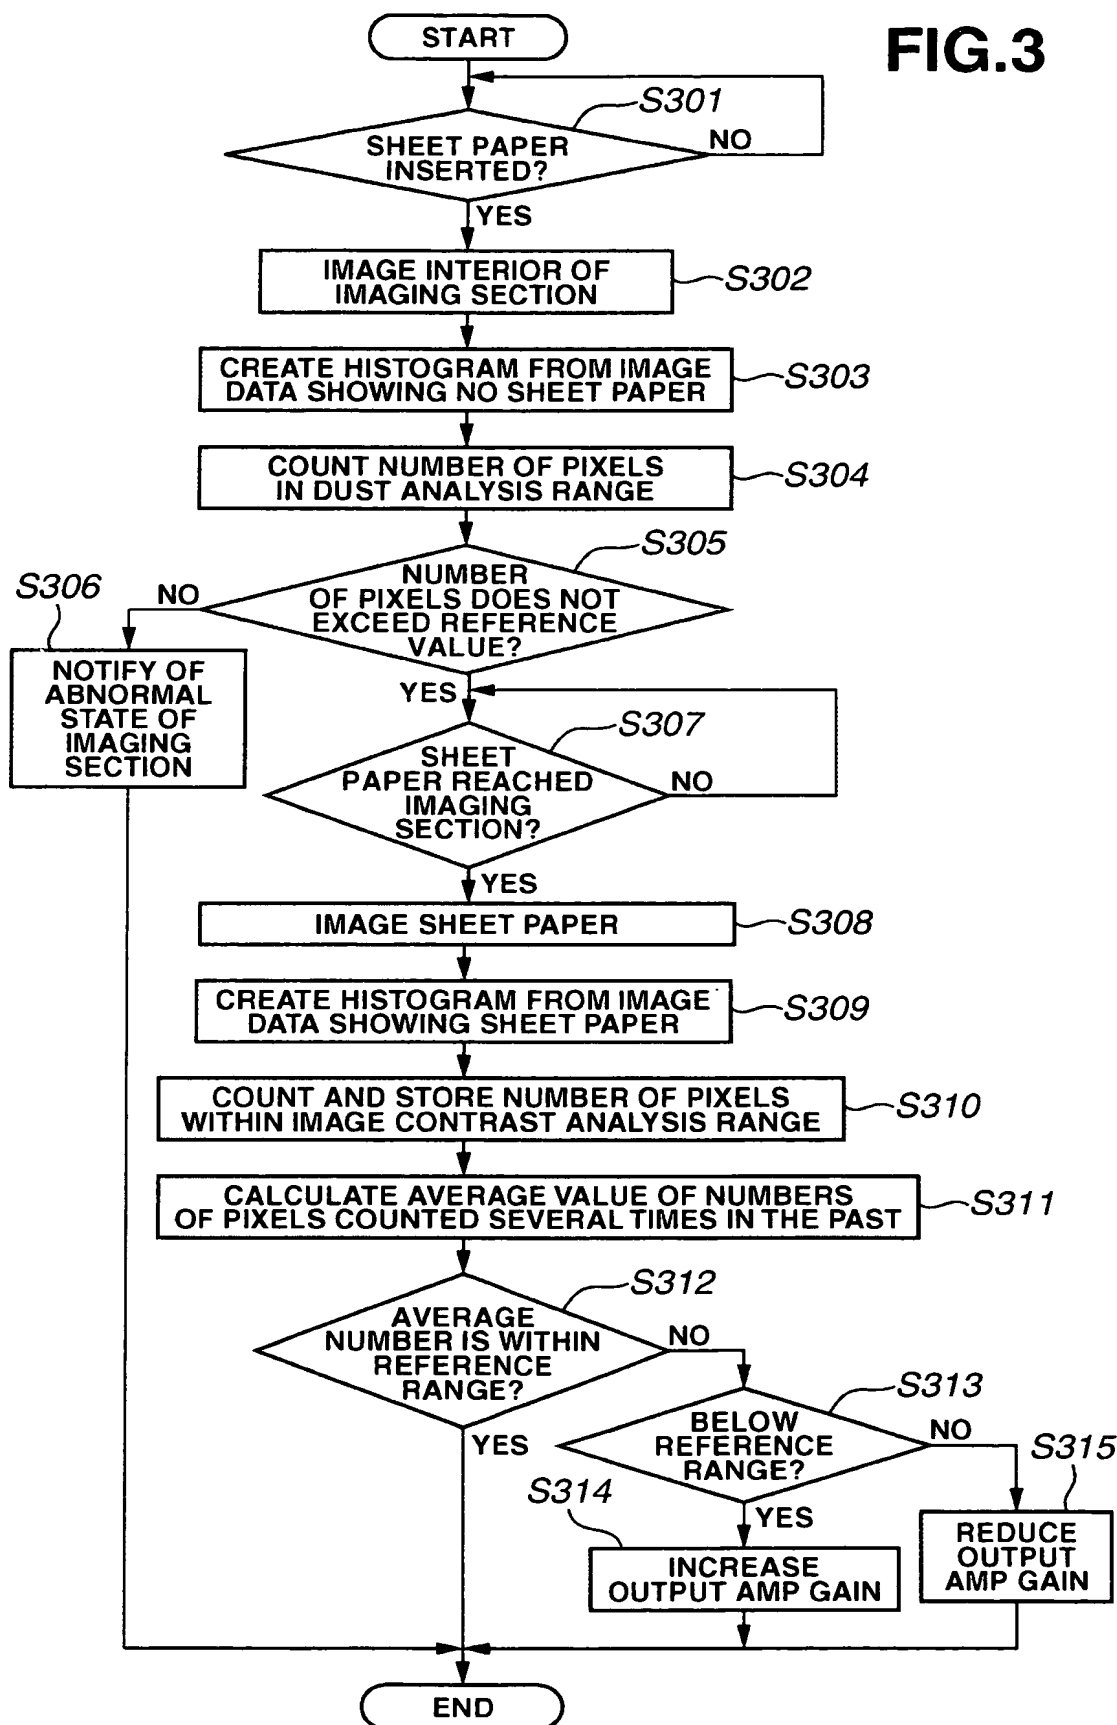 FIG.3
START
S301
SHEET PAPER
INSERTED?
NO
YES
IMAGE INTERIOR OF
IMAGING SECTION
S302
CREATE HISTOGRAM FROM IMAGE
DATA SHOWING NO SHEET PAPER
S303
COUNT NUMBER OF PIXELS
IN DUST ANALYSIS RANGE
S304
S305
NUMBER
OF PIXELS DOES NOT
EXCEED REFERENCE
VALUE?
NO
S306
NOTIFY OF
ABNORMAL
STATE OF
IMAGING
SECTION
YES
S307
SHEET
PAPER REACHED
IMAGING
SECTION?
NO
YES
IMAGE SHEET PAPER
S308
CREATE HISTOGRAM FROM IMAGE
DATA SHOWING SHEET PAPER
S309
COUNT AND STORE NUMBER OF PIXELS
WITHIN IMAGE CONTRAST ANALYSIS RANGE
S310
CALCULATE AVERAGE VALUE OF NUMBERS
OF PIXELS COUNTED SEVERAL TIMES IN THE PAST
S311
S312
AVERAGE
NUMBER IS WITHIN
REFERENCE
RANGE?
NO
YES
S313
BELOW
REFERENCE
RANGE?
NO
YES
S314
INCREASE
OUTPUT AMP GAIN
S315
REDUCE
OUTPUT
AMP GAIN
END